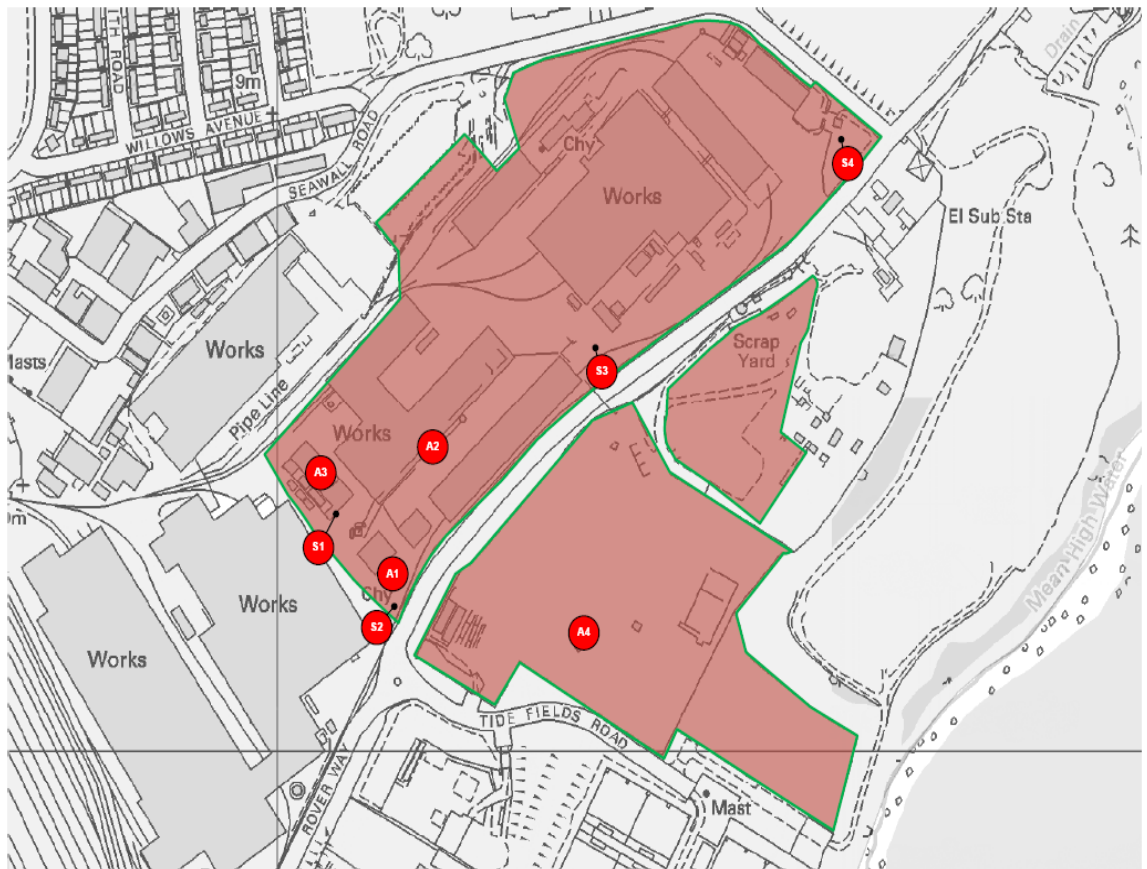 TH ROAD
9m
WILLOWS AVENUE
SEAWALL ROAD
Drain
Chy
Works
S4
El Sub Sta
Works
Masts
Pipe Line
S3
Scrap
Yard
Works
A2
A3
S1
A1
Chy
S2
Works
Works
A4
Mean High Water
TIDE FIELDS ROAD
ROVER WAY
Mast